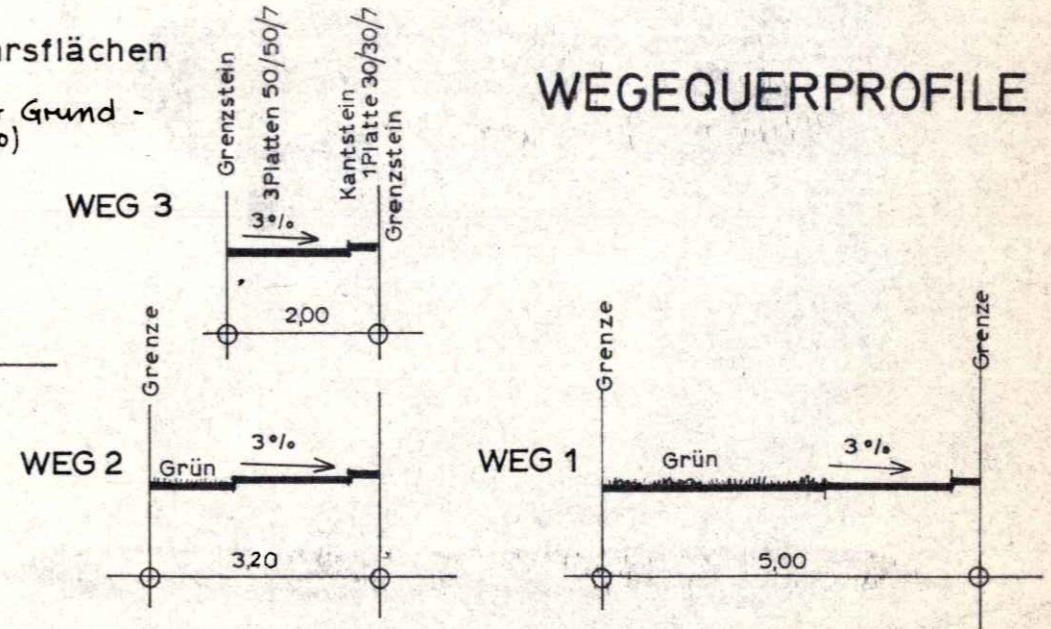 rsflächen
Grund -
WEGEQUERPROFILE
WEG 3
Grenzstein
3Platten 50/50/7
Kantstein
1Platte 30/30/7
Grenzstein
3%
2,00
WEG 2
Grenze
Grün
3%
3,20
WEG 1
Grenze
Grün
3%
Grenze
5,00